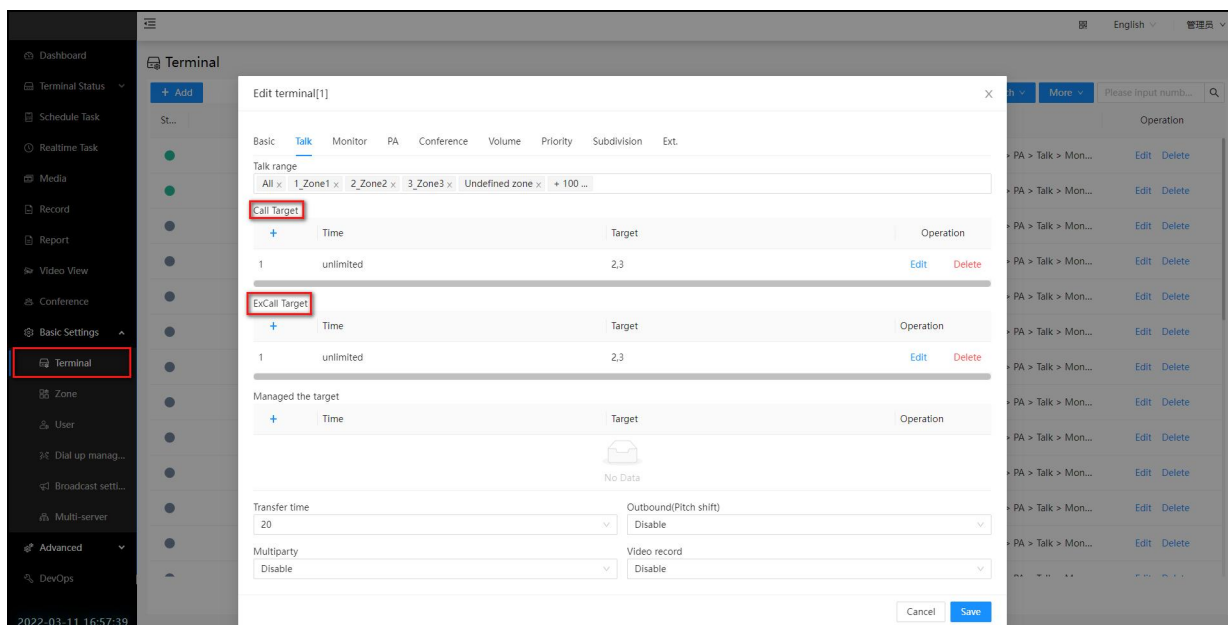 English 管理员
Dashboard
Terminal Status
Schedule Task
Realtime Task
Media
Record
Report
Video View
Conference
Basic Settings
Terminal
Zone
User
Dial up manag...
Broadcast setti...
Multi-server
Advanced
DevOps
2022-03-11 16:57:39
Terminal
+ Add
More Please input numb...
St... Operation
Edit terminal[1]
Basic Talk Monitor PA Conference Volume Priority Subdivision Ext.
Talk range
All × 1_Zone1 × 2_Zone2 × 3_Zone3 × Undefined zone × + 100 ...
Call Target
+ Time Target Operation
1 unlimited 2,3 Edit Delete
ExCall Target
+ Time Target Operation
1 unlimited 2,3 Edit Delete
Managed the target
+ Time Target Operation
No Data
Transfer time Outbound(Pitch shift)
20 Disable
Multiparty Video record
Disable Disable
Cancel Save
> PA > Talk > Mon... Edit Delete
> PA > Talk > Mon... Edit Delete
> PA > Talk > Mon... Edit Delete
> PA > Talk > Mon... Edit Delete
> PA > Talk > Mon... Edit Delete
> PA > Talk > Mon... Edit Delete
> PA > Talk > Mon... Edit Delete
> PA > Talk > Mon... Edit Delete
> PA > Talk > Mon... Edit Delete
> PA > Talk > Mon... Edit Delete
> PA > Talk > Mon... Edit Delete
> PA > Talk > Mon... Edit Delete